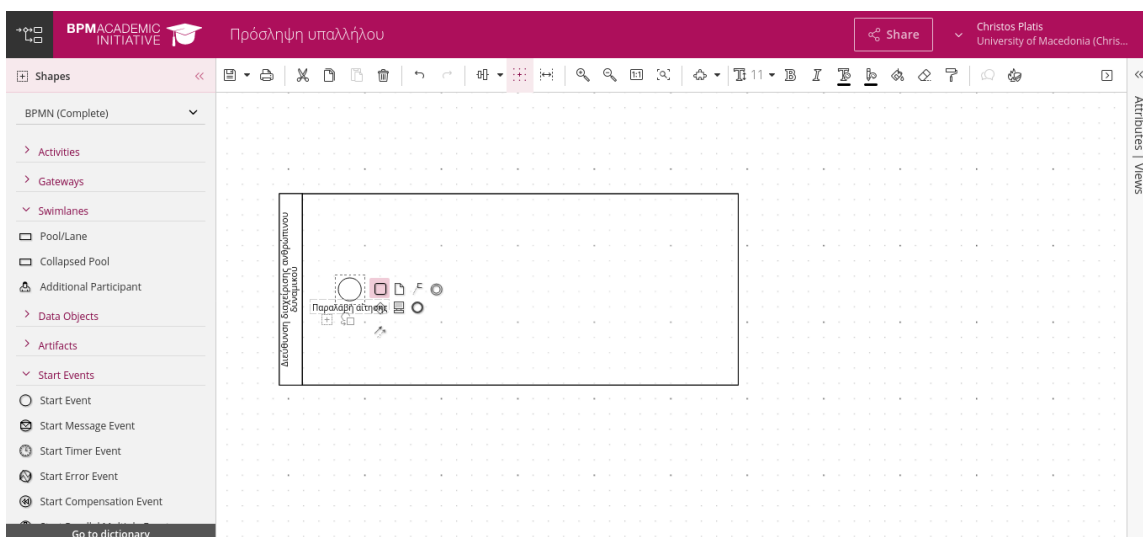 BPMACADEMIC
INITIATIVE
Πρόσληψη υπαλλήλου
Share
Christos Platis
University of Macedonia (Chris...
Shapes
11
BPMN (Complete)
Activities
Gateways
Swimlanes
Pool/Lane
Collapsed Pool
Additional Participant
Data Objects
Artifacts
Start Events
Start Event
Start Message Event
Start Timer Event
Start Error Event
Start Compensation Event
Go to dictionary
Διεύθυνση διαχείρισης ανθρώπινου
δυναμικού
Παραλαβή αίτησης
Attributes | Views